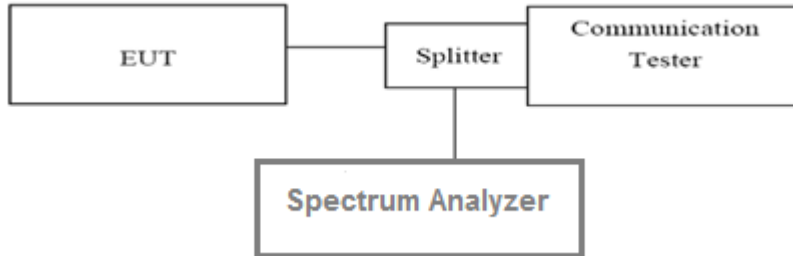 EUT
Splitter
Communication
Tester
Spectrum Analyzer